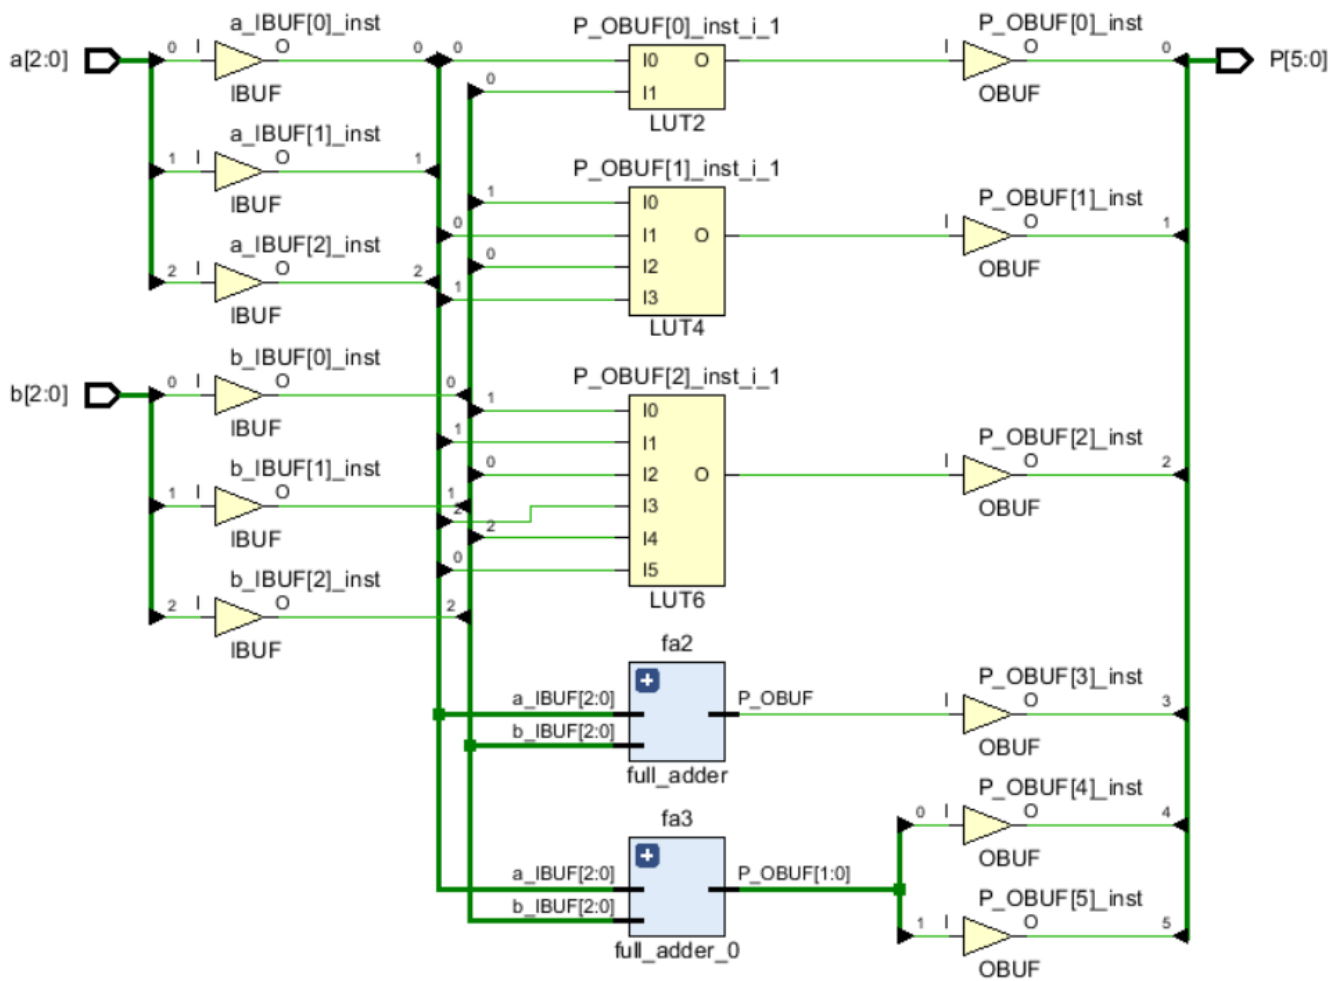 a[2:0]
0
I
a_IBUF[0]_inst
O
IBUF
0
1
I
a_IBUF[1]_inst
O
IBUF
1
2
I
a_IBUF[2]_inst
O
IBUF
2
b[2:0]
0
I
b_IBUF[0]_inst
O
IBUF
0
1
I
b_IBUF[1]_inst
O
IBUF
1
2
I
b_IBUF[2]_inst
O
IBUF
2
P_OBUF[0]_inst_i_1
0
I0
O
0
I1
LUT2
P_OBUF[1]_inst_i_1
1
I0
0
I1
O
0
I2
1
I3
LUT4
P_OBUF[2]_inst_i_1
1
I0
1
I1
0
I2
O
2
I3
2
I4
0
I5
LUT6
fa2
a_IBUF[2:0]
P_OBUF
b_IBUF[2:0]
full_adder
fa3
a_IBUF[2:0]
P_OBUF[1:0]
b_IBUF[2:0]
full_adder_0
P_OBUF[0]_inst
I
O
0
OBUF
P[5:0]
P_OBUF[1]_inst
I
O
1
OBUF
P_OBUF[2]_inst
I
O
2
OBUF
P_OBUF[3]_inst
I
O
3
OBUF
P_OBUF[4]_inst
0
I
O
4
OBUF
P_OBUF[5]_inst
1
I
O
5
OBUF